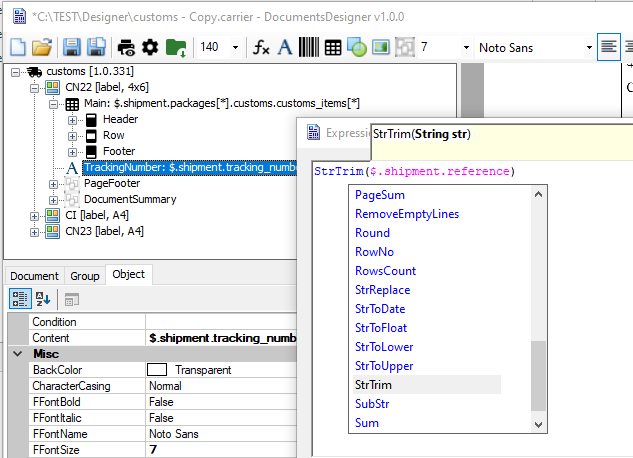 *C:\TEST\Designer\customs - Copy.carrier - DocumentsDesigner v1.0.0
140
fx A
7
Noto Sans
customs [1.0.331]
CN22 [label, 4x6]
Main: $.shipment.packages[*].customs.customs_items[*]
Header
Row
Footer
A TrackingNumber: $.shipment.tracking_numb
PageFooter
DocumentSummary
CI [label, A4]
CN23 [label, A4]
Document Group Object
Condition
Content $.shipment.tracking_numb
Misc
BackColor Transparent
CharacterCasing Normal
FFontBold False
FFontItalic False
FFontName Noto Sans
FFontSize 7
Expression
StrTrim(String str)
StrTrim($.shipment.reference)
PageSum
RemoveEmptyLines
Round
RowNo
RowsCount
StrReplace
StrToDate
StrToFloat
StrToLower
StrToUpper
StrTrim
SubStr
Sum